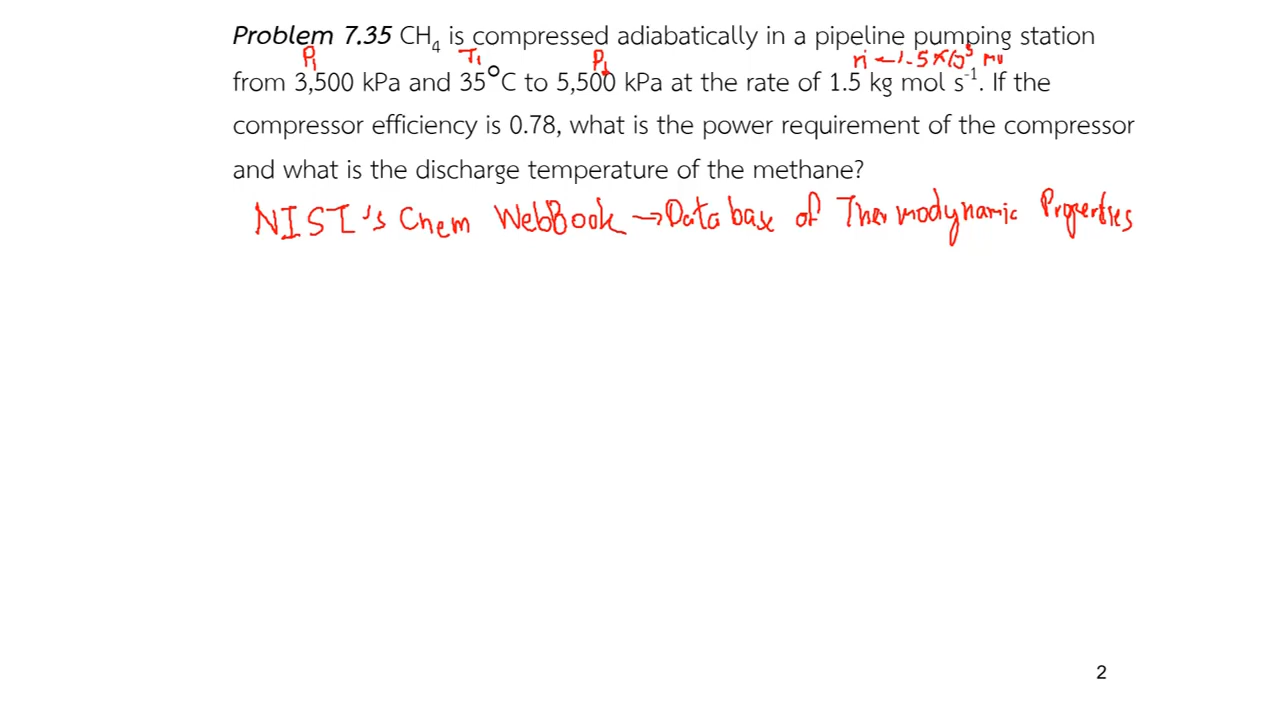 Problem 7.35 CH₄ is compressed adiabatically in a pipeline pumping station
P₁ T₁ P₂ ṅ ←1.5×10³
from 3,500 kPa and 35°C to 5,500 kPa at the rate of 1.5 kg mol s⁻¹. If the
compressor efficiency is 0.78, what is the power requirement of the compressor
and what is the discharge temperature of the methane?
NIST's Chem WebBook → Data base of Thermodynamic Properties
2